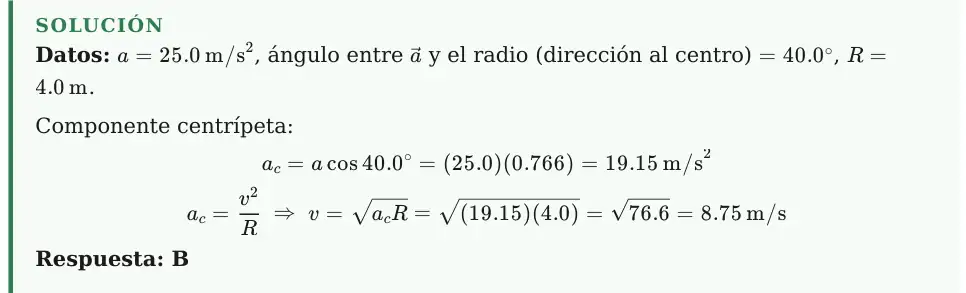 SOLUCIÓN
Datos: a = 25.0 m/s², ángulo entre a⃗ y el radio (dirección al centro) = 40.0°, R =
4.0 m.
Componente centrípeta:
a_c = a cos 40.0° = (25.0)(0.766) = 19.15 m/s²
a_c = v²/R ⇒ v = √(a_c R) = √((19.15)(4.0)) = √76.6 = 8.75 m/s
Respuesta: B